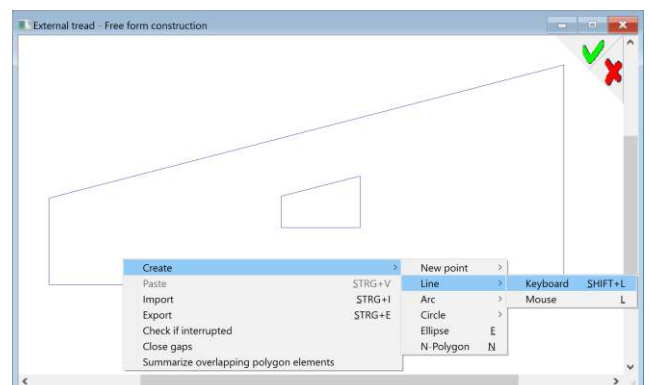 External tread - Free form construction
Create > New point >
Paste STRG+V Line > Keyboard SHIFT+L
Import STRG+I Arc > Mouse L
Export STRG+E Circle >
Check if interrupted Ellipse E
Close gaps N-Polygon N
Summarize overlapping polygon elements